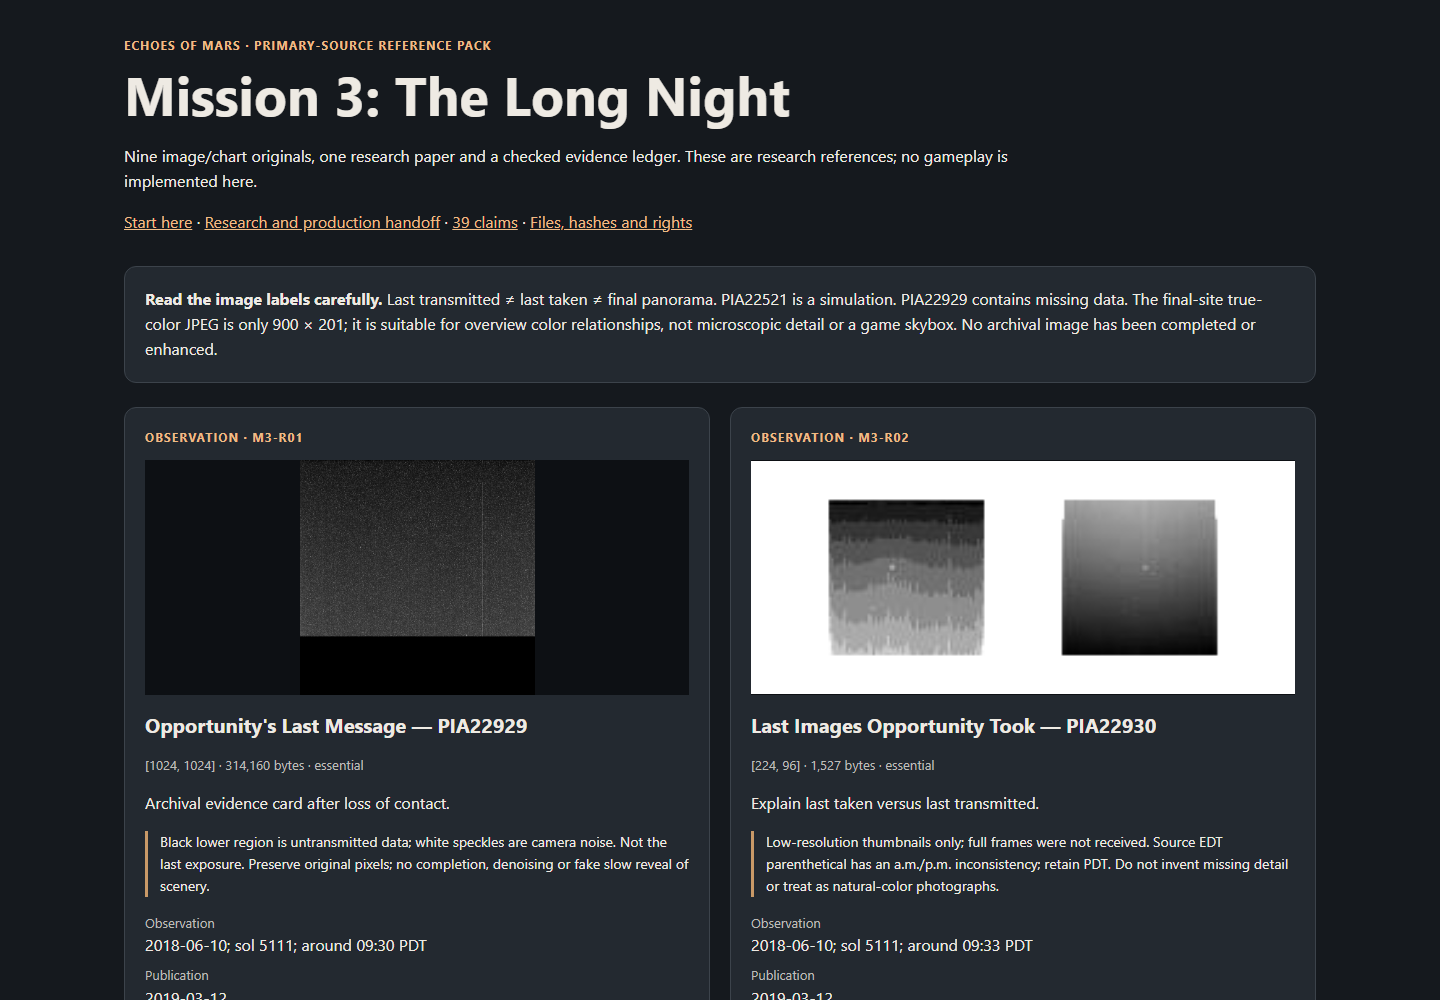 ECHOES OF MARS · PRIMARY-SOURCE REFERENCE PACK
Mission 3: The Long Night
Nine image/chart originals, one research paper and a checked evidence ledger. These are research references; no gameplay is
implemented here.
Start here · Research and production handoff · 39 claims · Files, hashes and rights
Read the image labels carefully. Last transmitted ≠ last taken ≠ final panorama. PIA22521 is a simulation. PIA22929 contains missing data. The final-site true-
color JPEG is only 900 × 201; it is suitable for overview color relationships, not microscopic detail or a game skybox. No archival image has been completed or
enhanced.
OBSERVATION · M3-R01
Opportunity's Last Message — PIA22929
[1024, 1024] · 314,160 bytes · essential
Archival evidence card after loss of contact.
Black lower region is untransmitted data; white speckles are camera noise. Not the
last exposure. Preserve original pixels; no completion, denoising or fake slow reveal of
scenery.
Observation
2018-06-10; sol 5111; around 09:30 PDT
Publication
2019-03-12
OBSERVATION · M3-R02
Last Images Opportunity Took — PIA22930
[224, 96] · 1,527 bytes · essential
Explain last taken versus last transmitted.
Low-resolution thumbnails only; full frames were not received. Source EDT
parenthetical has an a.m./p.m. inconsistency; retain PDT. Do not invent missing detail
or treat as natural-color photographs.
Observation
2018-06-10; sol 5111; around 09:33 PDT
Publication
2019-03-12